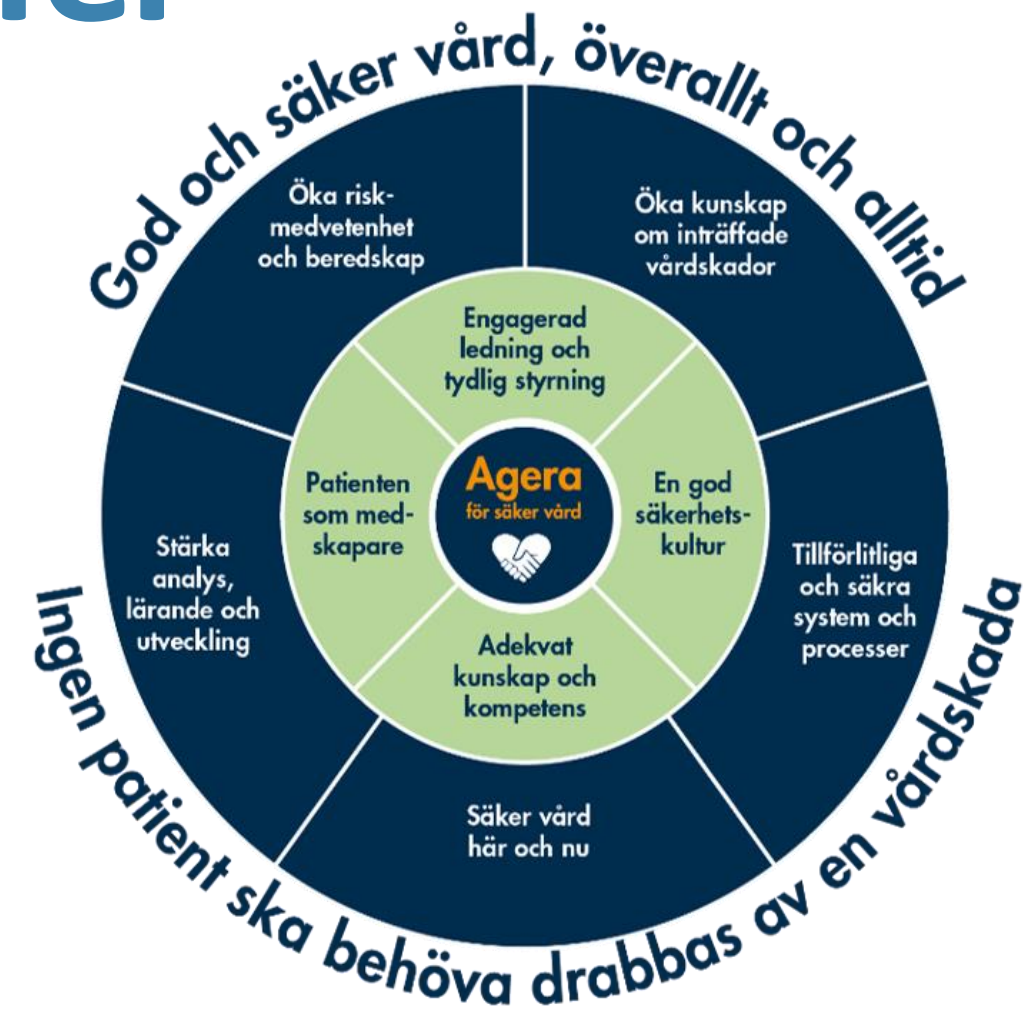 God och säker vård, överallt och alltid
Öka risk-
medvetenhet
och beredskap
Öka kunskap
om inträffade
vårdskador
Engagerad
ledning och
tydlig styrning
Patienten
som med-
skapare
Agera
för säker vård
En god
säkerhets-
kultur
Stärka
analys,
lärande och
utveckling
Tillförlitliga
och säkra
system och
processer
Adekvat
kunskap och
kompetens
Säker vård
här och nu
Ingen patient ska behöva drabbas av en vårdskada